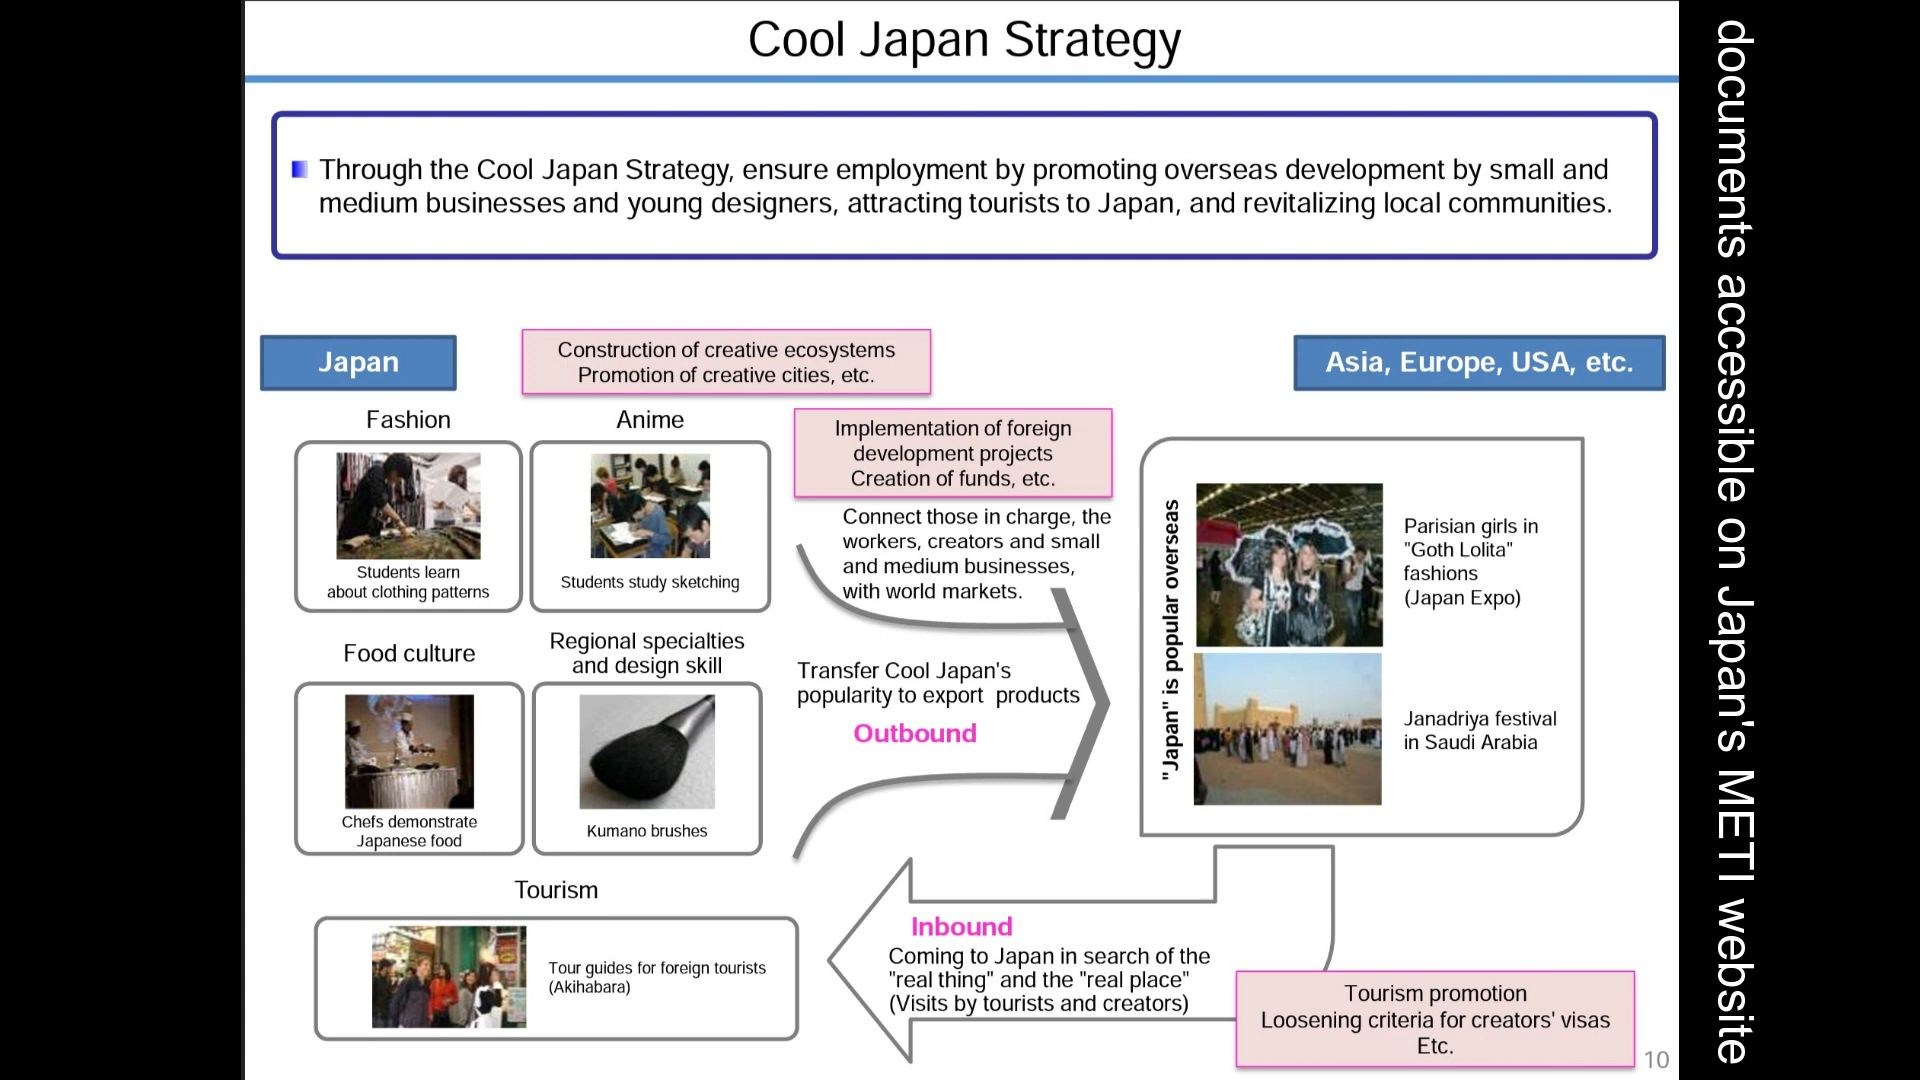 Cool Japan Strategy
Through the Cool Japan Strategy, ensure employment by promoting overseas development by small and
medium businesses and young designers, attracting tourists to Japan, and revitalizing local communities.
Japan
Construction of creative ecosystems
Promotion of creative cities, etc.
Asia, Europe, USA, etc.
Fashion
Students learn
about clothing patterns
Anime
Students study sketching
Implementation of foreign
development projects
Creation of funds, etc.
Connect those in charge, the
workers, creators and small
and medium businesses,
with world markets.
Food culture
Chefs demonstrate
Japanese food
Regional specialties
and design skill
Kumano brushes
Transfer Cool Japan's
popularity to export  products
Outbound
"Japan" is popular overseas
Parisian girls in
"Goth Lolita"
fashions
(Japan Expo)
Janadriya festival
in Saudi Arabia
Tourism
Tour guides for foreign tourists
(Akihabara)
Inbound
Coming to Japan in search of the
"real thing" and the "real place"
(Visits by tourists and creators)
Tourism promotion
Loosening criteria for creators' visas
Etc.
10
documents accessible on Japan's METI website